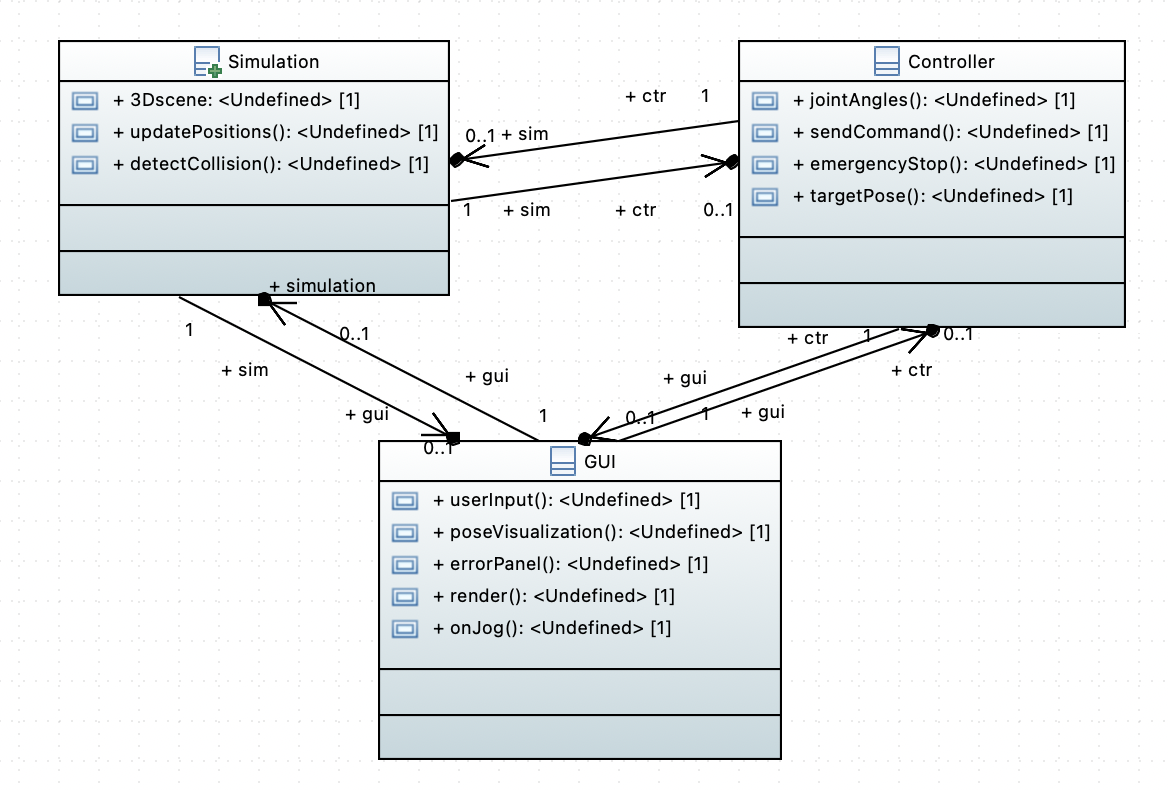 Simulation
+ 3Dscene: <Undefined> [1]
+ updatePositions(): <Undefined> [1]
+ detectCollision(): <Undefined> [1]
Controller
+ jointAngles(): <Undefined> [1]
+ sendCommand(): <Undefined> [1]
+ emergencyStop(): <Undefined> [1]
+ targetPose(): <Undefined> [1]
+ ctr 1
0..1 + sim
1 + sim + ctr 0..1
+ simulation
1
0..1
+ sim
+ gui
+ gui
0..1
1
+ ctr 1 0..1
+ gui + ctr
0..1 1 + gui
GUI
+ userInput(): <Undefined> [1]
+ poseVisualization(): <Undefined> [1]
+ errorPanel(): <Undefined> [1]
+ render(): <Undefined> [1]
+ onJog(): <Undefined> [1]